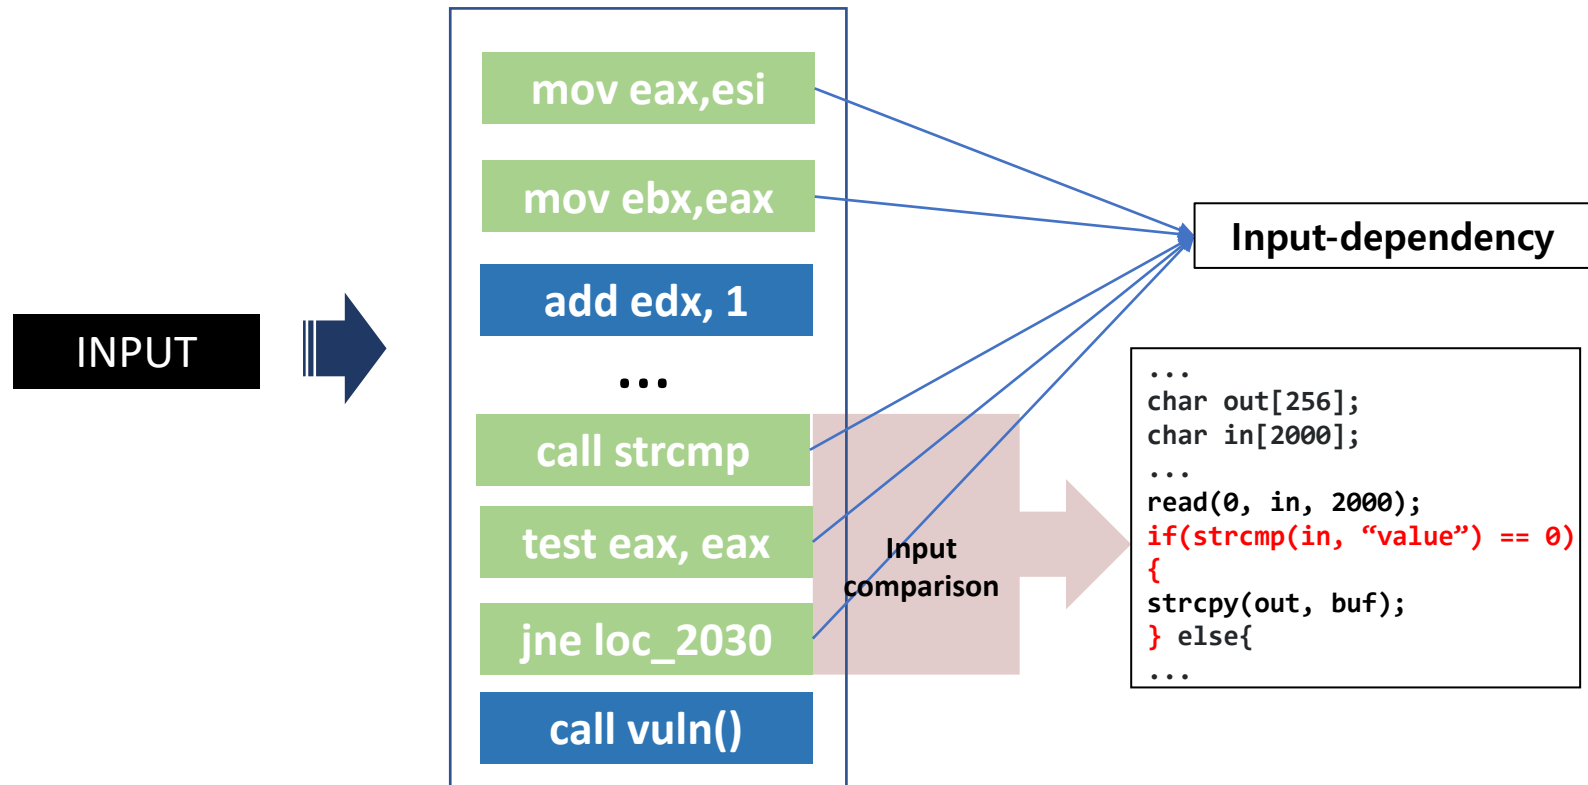 INPUT
mov eax,esi
mov ebx,eax
add edx, 1
...
call strcmp
test eax, eax
jne loc_2030
call vuln()
Input
comparison
Input-dependency
...
char out[256];
char in[2000];
...
read(0, in, 2000);
if(strcmp(in, “value”) == 0)
{
strcpy(out, buf);
} else{
...